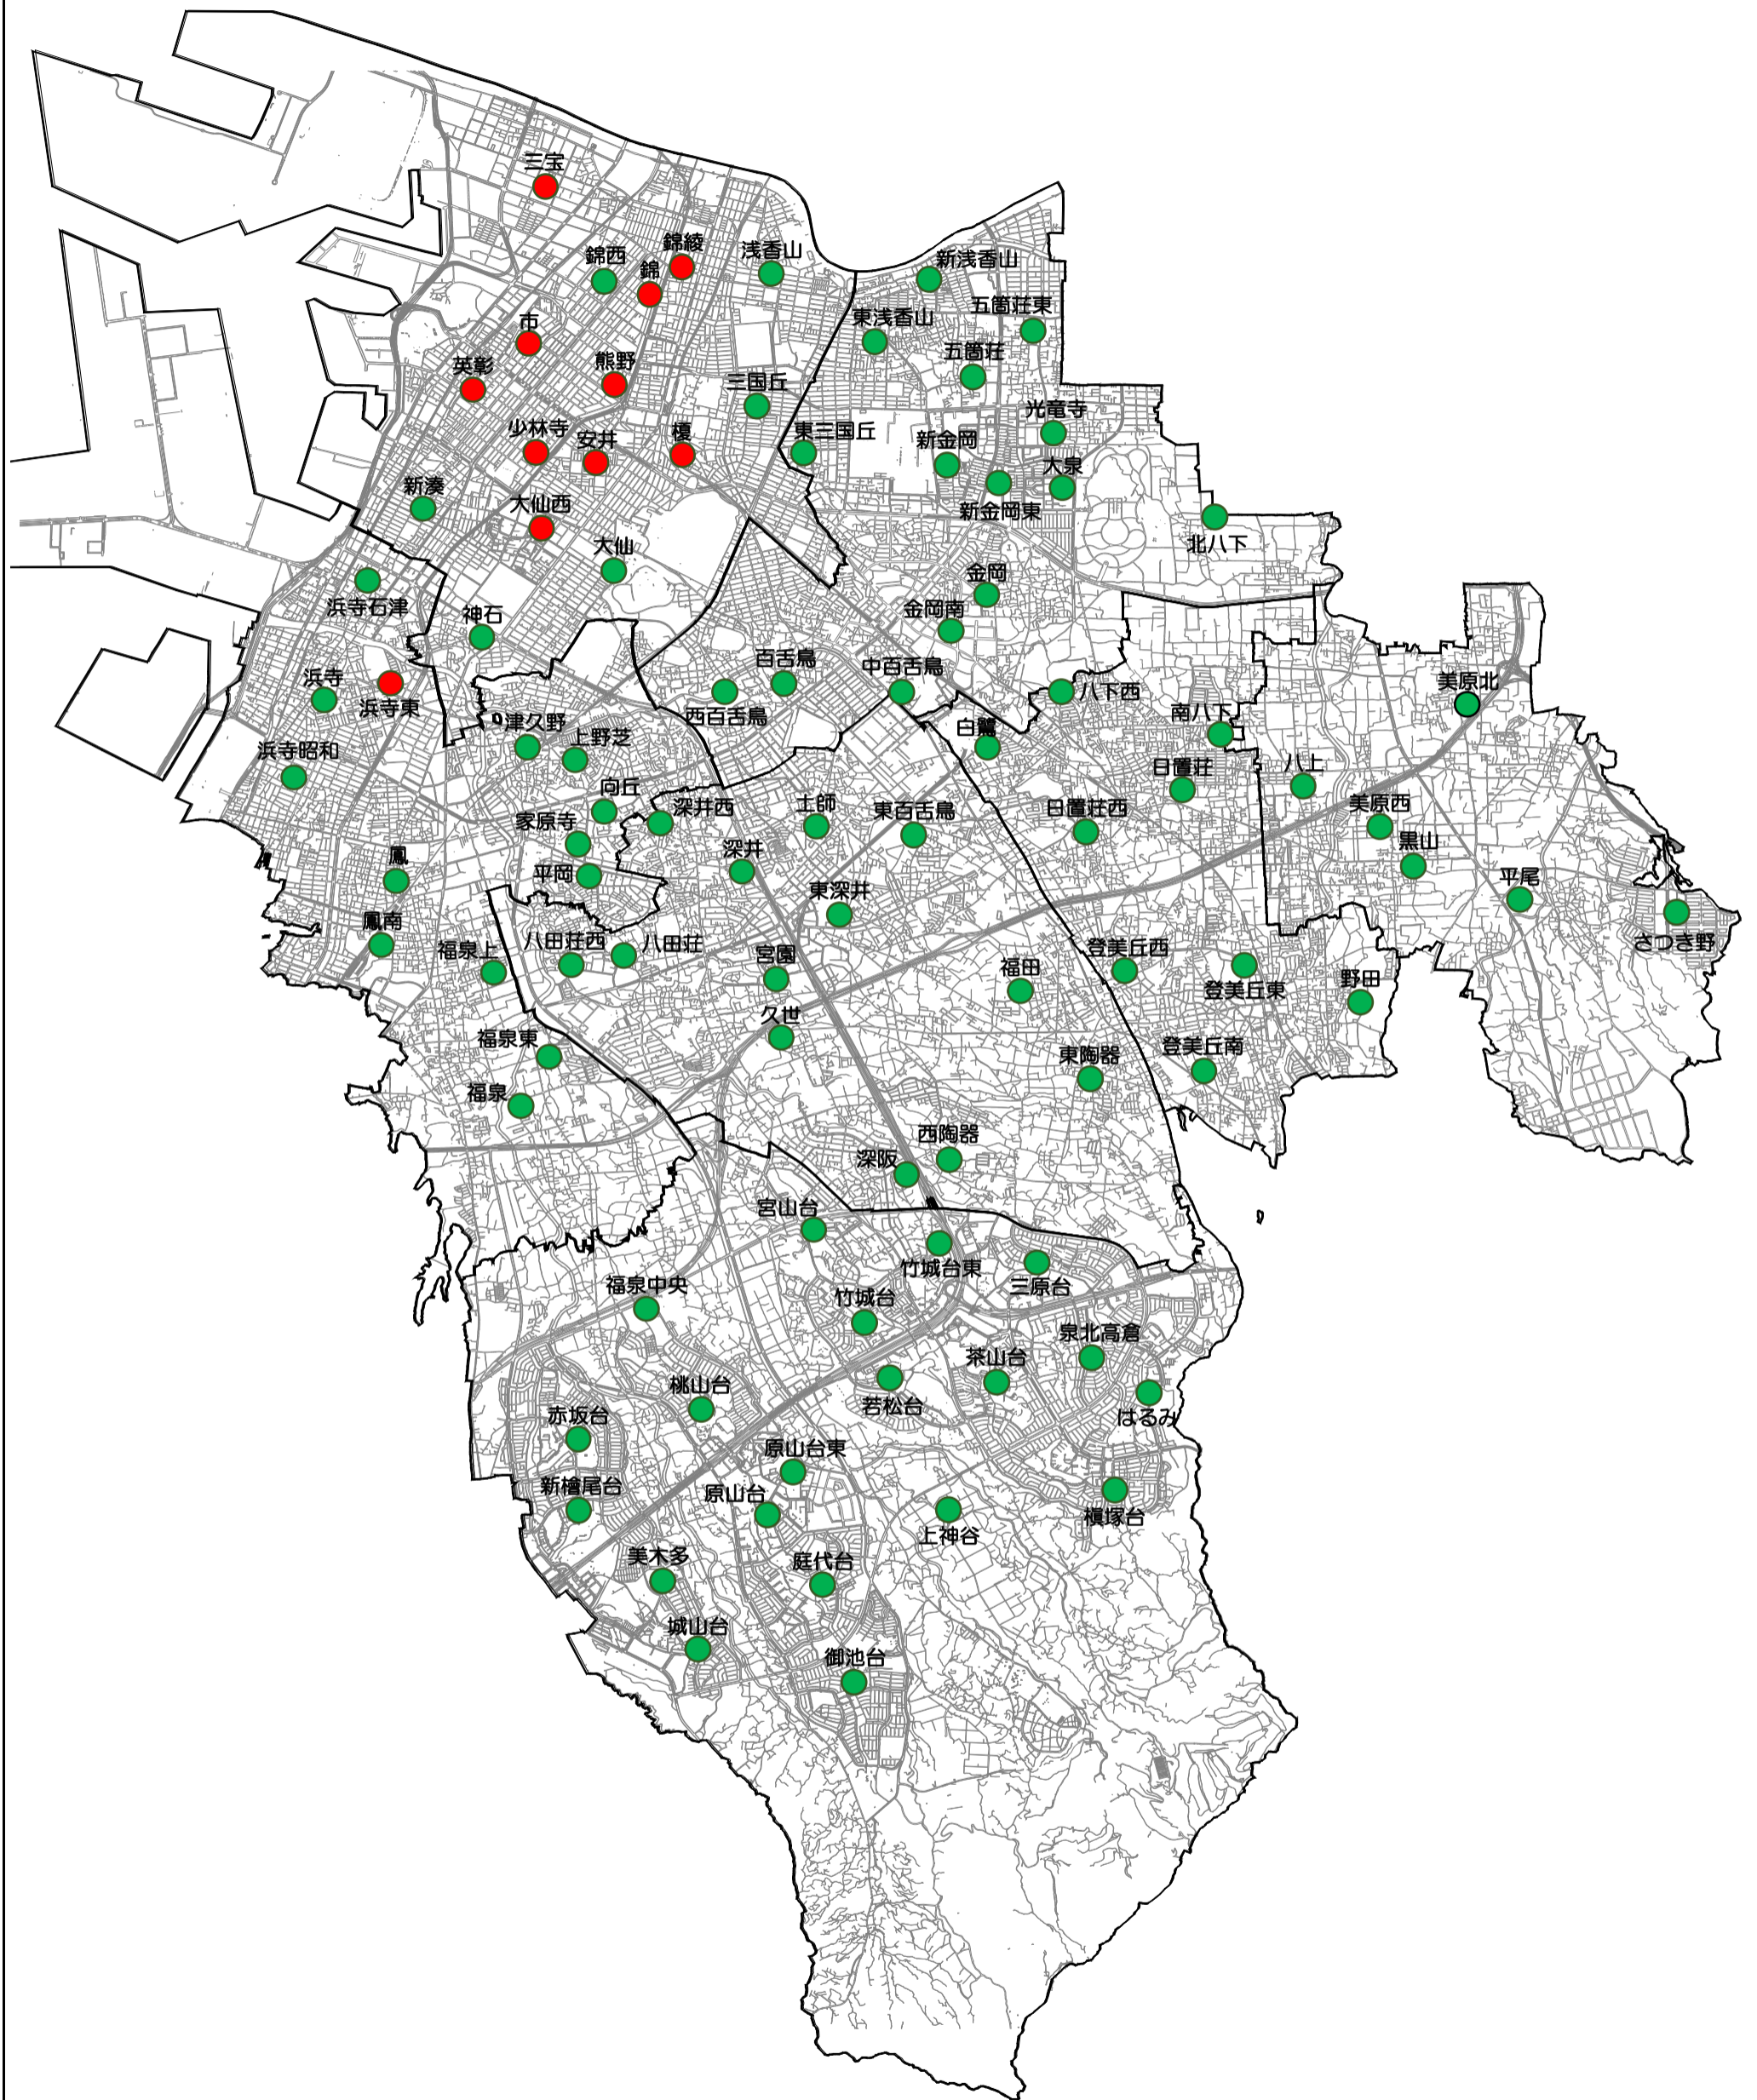 三宝
錦綾
錦西
錦
浅香山
新浅香山
五箇荘東
東浅香山
市
五箇荘
英彰
熊野
三国丘
光竜寺
少林寺
安井
榎
東三国丘
新金岡
大泉
新湊
大仙西
新金岡東
北八下
大仙
浜寺石津
神石
金岡
金岡南
百舌鳥
中百舌鳥
浜寺
浜寺東
西百舌鳥
八下西
美原北
南八下
津久野
上野芝
白鷺
浜寺昭和
日置荘
八上
向丘
深井西
土師
東百舌鳥
日置荘西
美原西
家原寺
黒山
深井
鳳
平岡
東深井
平尾
鳳南
福泉上
八田荘西
八田荘
宮園
福田
登美丘西
登美丘東
野田
さつき野
久世
福泉東
東陶器
登美丘南
福泉
西陶器
深阪
宮山台
竹城台東
三原台
福泉中央
竹城台
泉北高倉
茶山台
桃山台
若松台
はるみ
赤坂台
原山台東
新檜尾台
原山台
上神谷
槇塚台
美木多
庭代台
城山台
御池台